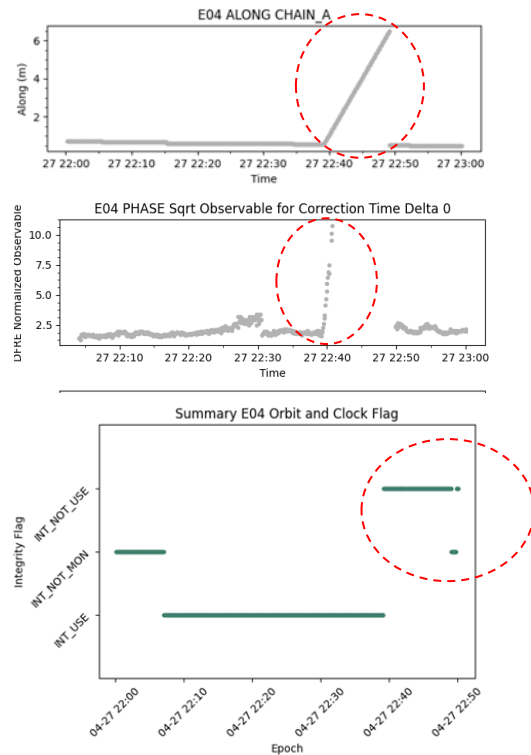 E04 ALONG CHAIN_A
Along (m)
6
4
2
27 22:00 27 22:10 27 22:20 27 22:30 27 22:40 27 22:50 27 23:00
Time
E04 PHASE Sqrt Observable for Correction Time Delta 0
DFRE Normalized Observable
10.0
7.5
5.0
2.5
27 22:10 27 22:20 27 22:30 27 22:40 27 22:50 27 23:00
Time
Summary E04 Orbit and Clock Flag
Integrity Flag
INT_NOT_USE
INT_NOT_MON
INT_USE
04-27 22:00 04-27 22:10 04-27 22:20 04-27 22:30 04-27 22:40 04-27 22:50
Epoch